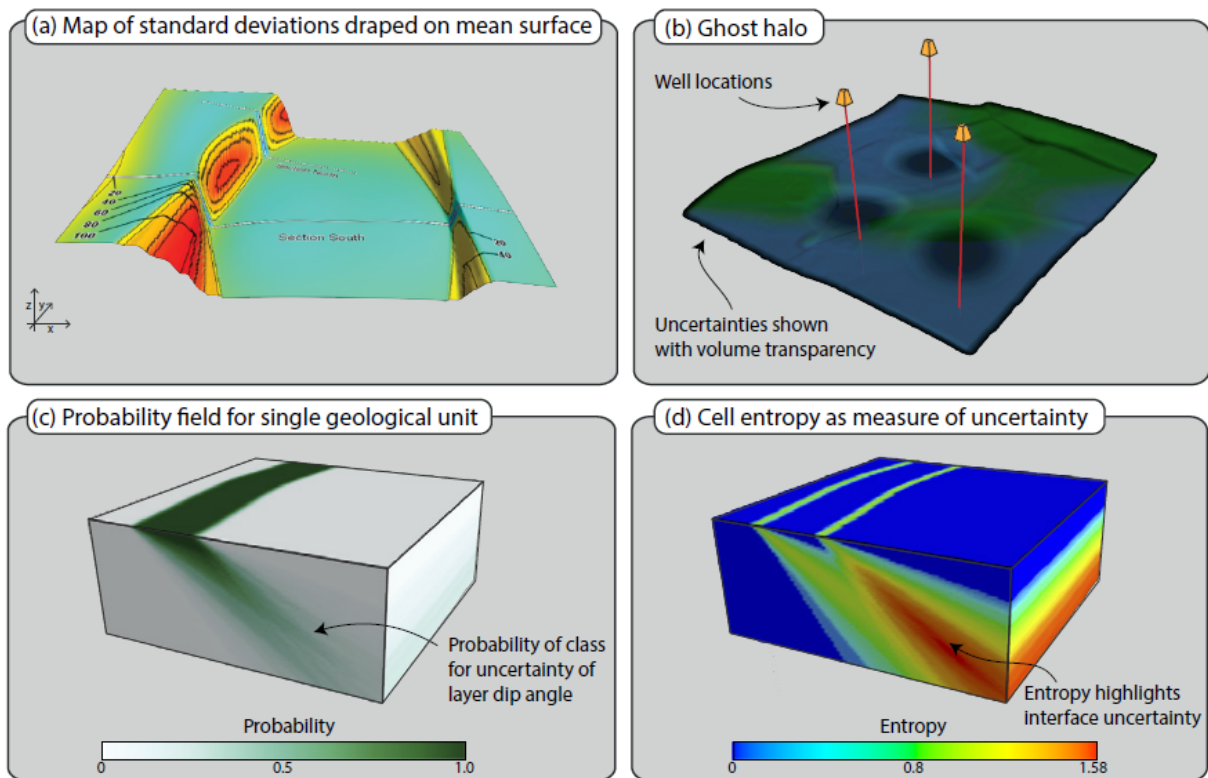 (a) Map of standard deviations draped on mean surface
20
40
60
80
100
Section South
20
40
z
y
x
(b) Ghost halo
Well locations
Uncertainties shown
with volume transparency
(c) Probability field for single geological unit
Probability of class
for uncertainty of
layer dip angle
Probability
0
0.5
1.0
(d) Cell entropy as measure of uncertainty
Entropy highlights
interface uncertainty
Entropy
0
0.8
1.58